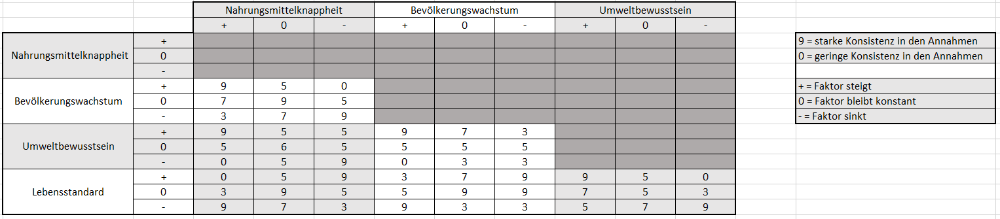 Nahrungsmittelknappheit Bevölkerungswachstum Umweltbewusstsein
+ 0 - + 0 - + 0 -
Nahrungsmittelknappheit + 9 = starke Konsistenz in den Annahmen
0 0 = geringe Konsistenz in den Annahmen
-
Bevölkerungswachstum + 9 5 0 + = Faktor steigt
0 7 9 5 0 = Faktor bleibt konstant
- 3 7 9 - = Faktor sinkt
Umweltbewusstsein + 9 5 5 9 7 3
0 5 6 5 5 5 5
- 0 5 9 0 3 3
Lebensstandard + 0 5 9 3 7 9 9 5 0
0 3 9 5 5 9 9 7 5 3
- 9 7 3 9 3 3 5 7 9